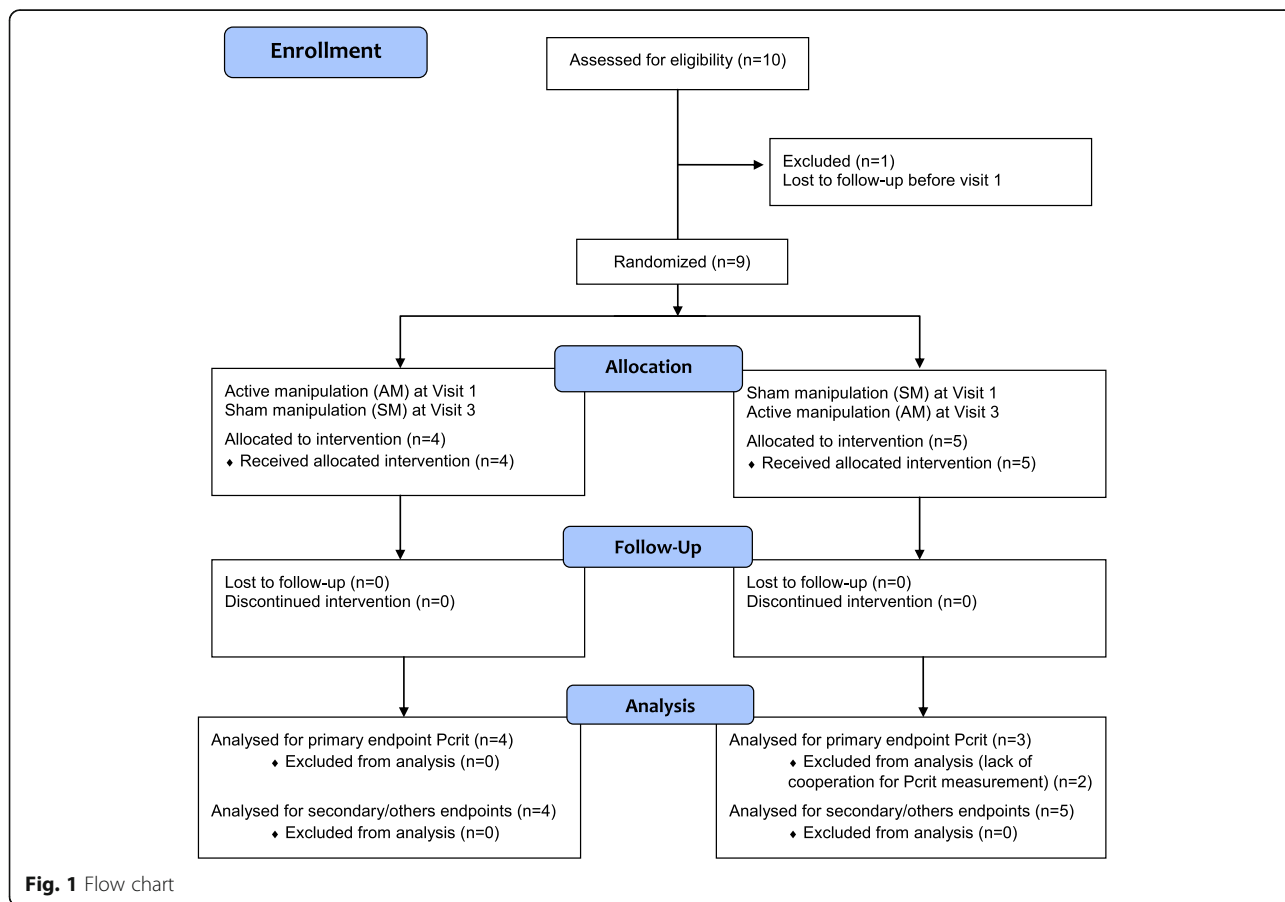 Enrollment
Assessed for eligibility (n=10)
Excluded (n=1)
Lost to follow-up before visit 1
Randomized (n=9)
Allocation
Active manipulation (AM) at Visit 1
Sham manipulation (SM) at Visit 3
Allocated to intervention (n=4)
♦ Received allocated intervention (n=4)
Sham manipulation (SM) at Visit 1
Active manipulation (AM) at Visit 3
Allocated to intervention (n=5)
♦ Received allocated intervention (n=5)
Follow-Up
Lost to follow-up (n=0)
Discontinued intervention (n=0)
Lost to follow-up (n=0)
Discontinued intervention (n=0)
Analysis
Analysed for primary endpoint Pcrit (n=4)
♦ Excluded from analysis (n=0)
Analysed for secondary/others endpoints (n=4)
♦ Excluded from analysis (n=0)
Analysed for primary endpoint Pcrit (n=3)
♦ Excluded from analysis (lack of
cooperation for Pcrit measurement) (n=2)
Analysed for secondary/others endpoints (n=5)
♦ Excluded from analysis (n=0)
Fig. 1 Flow chart